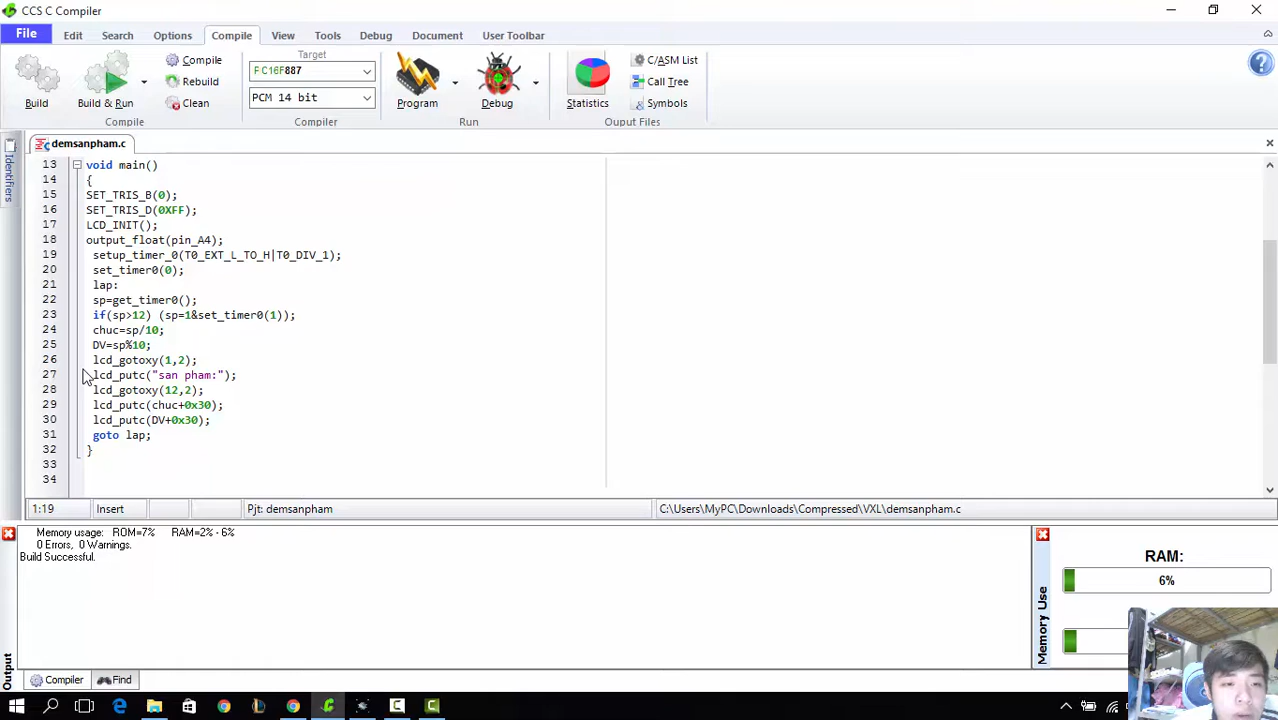 CCS C Compiler
File Edit Search Options Compile View Tools Debug Document User Toolbar
Target
Compile
Rebuild
Clean
PIC16F887
PCM 14 bit
C/ASM List
Call Tree
Symbols
Build Build & Run Program Debug Statistics
Compile Compiler Run Ouput Files
demsanpham.c
Identifiers
13 void main()
14 {
15 SET_TRIS_B(0);
16 SET_TRIS_D(0XFF);
17 LCD_INIT();
18 output_float(pin_A4);
19 setup_timer_0(T0_EXT_L_TO_H|T0_DIV_1);
20 set_timer0(0);
21 lap:
22 sp=get_timer0();
23 if(sp>12) (sp=1&set_timer0(1));
24 chuc=sp/10;
25 DV=sp%10;
26 lcd_gotoxy(1,2);
27 lcd_putc("san pham:");
28 lcd_gotoxy(12,2);
29 lcd_putc(chuc+0x30);
30 lcd_putc(DV+0x30);
31 goto lap;
32 }
33
34
1:19 Insert Pjt: demsanpham C:\Users\MyPC\Downloads\Compressed\VXL\demsanpham.c
Memory usage: ROM=7% RAM=2% - 6%
0 Errors, 0 Warnings.
Build Successful.
Output
Memory Use
RAM:
6%
Compiler Find